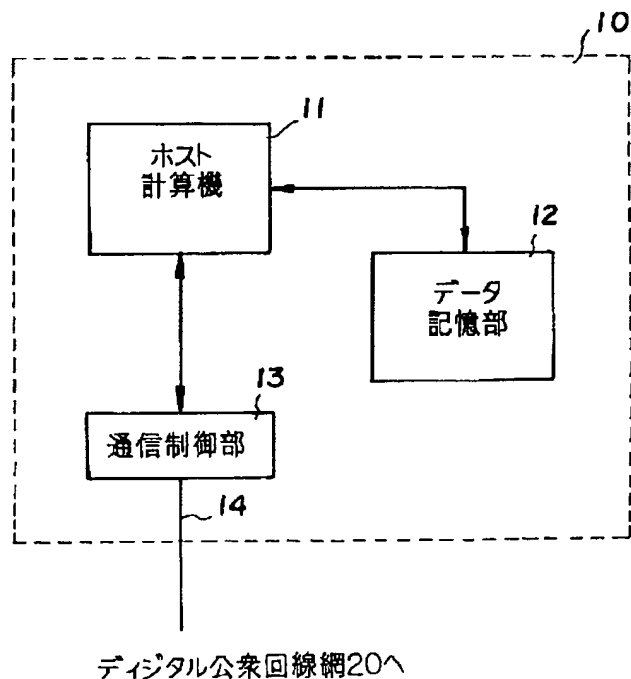 10
11
ホスト
計算機
12
データ
記憶部
13
通信制御部
14
ディジタル公衆回線網20へ